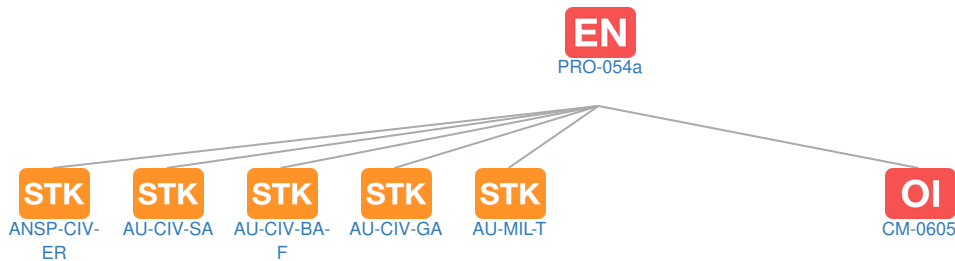 EN
PRO-054a
STK STK STK STK STK OI
ANSP-CIV- AU-CIV-SA AU-CIV-BA- AU-CIV-GA AU-MIL-T CM-0605
ER F